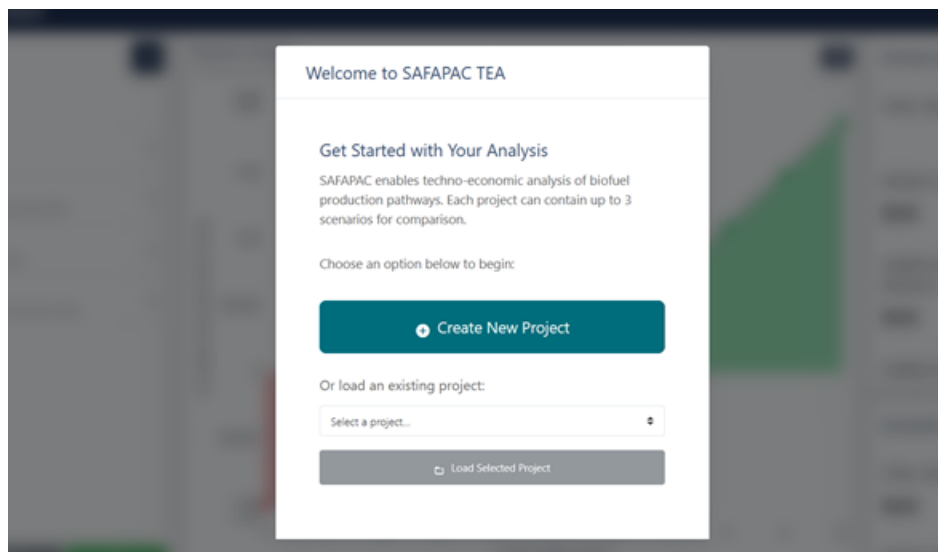 Welcome to SAFAPAC TEA
Get Started with Your Analysis
SAFAPAC enables techno-economic analysis of biofuel
production pathways. Each project can contain up to 3
scenarios for comparison.
Choose an option below to begin:
Create New Project
Or load an existing project:
Select a project...
Load Selected Project